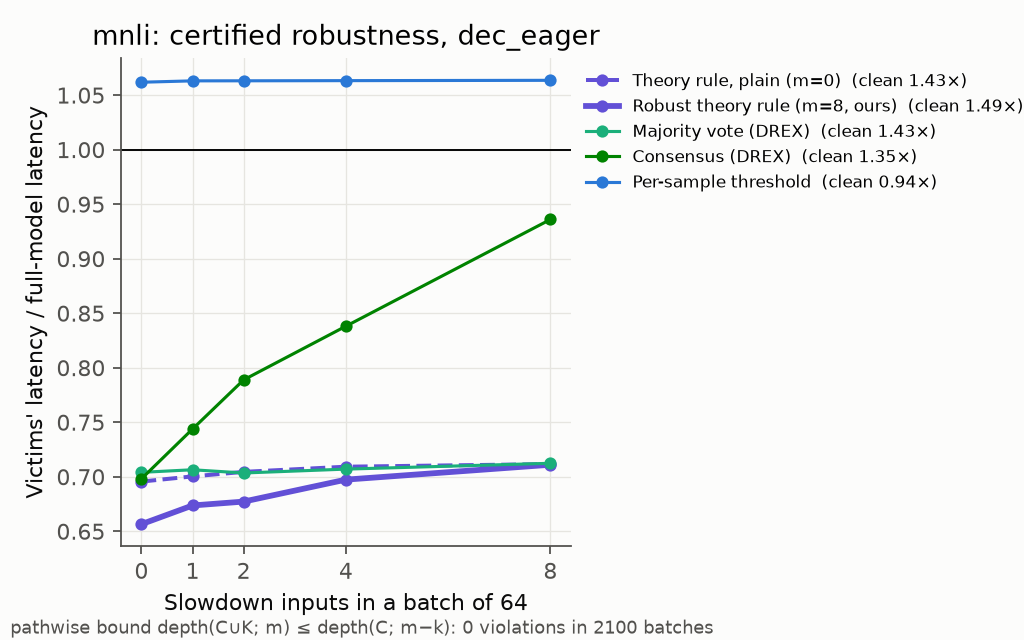 mnli: certified robustness, dec_eager
Victims' latency / full-model latency
1.05
1.00
0.95
0.90
0.85
0.80
0.75
0.70
0.65
0
1
2
4
8
Slowdown inputs in a batch of 64
Theory rule, plain (m=0)  (clean 1.43×)
Robust theory rule (m=8, ours)  (clean 1.49×)
Majority vote (DREX)  (clean 1.43×)
Consensus (DREX)  (clean 1.35×)
Per-sample threshold  (clean 0.94×)
pathwise bound depth(C∪K; m) ≤ depth(C; m−k): 0 violations in 2100 batches